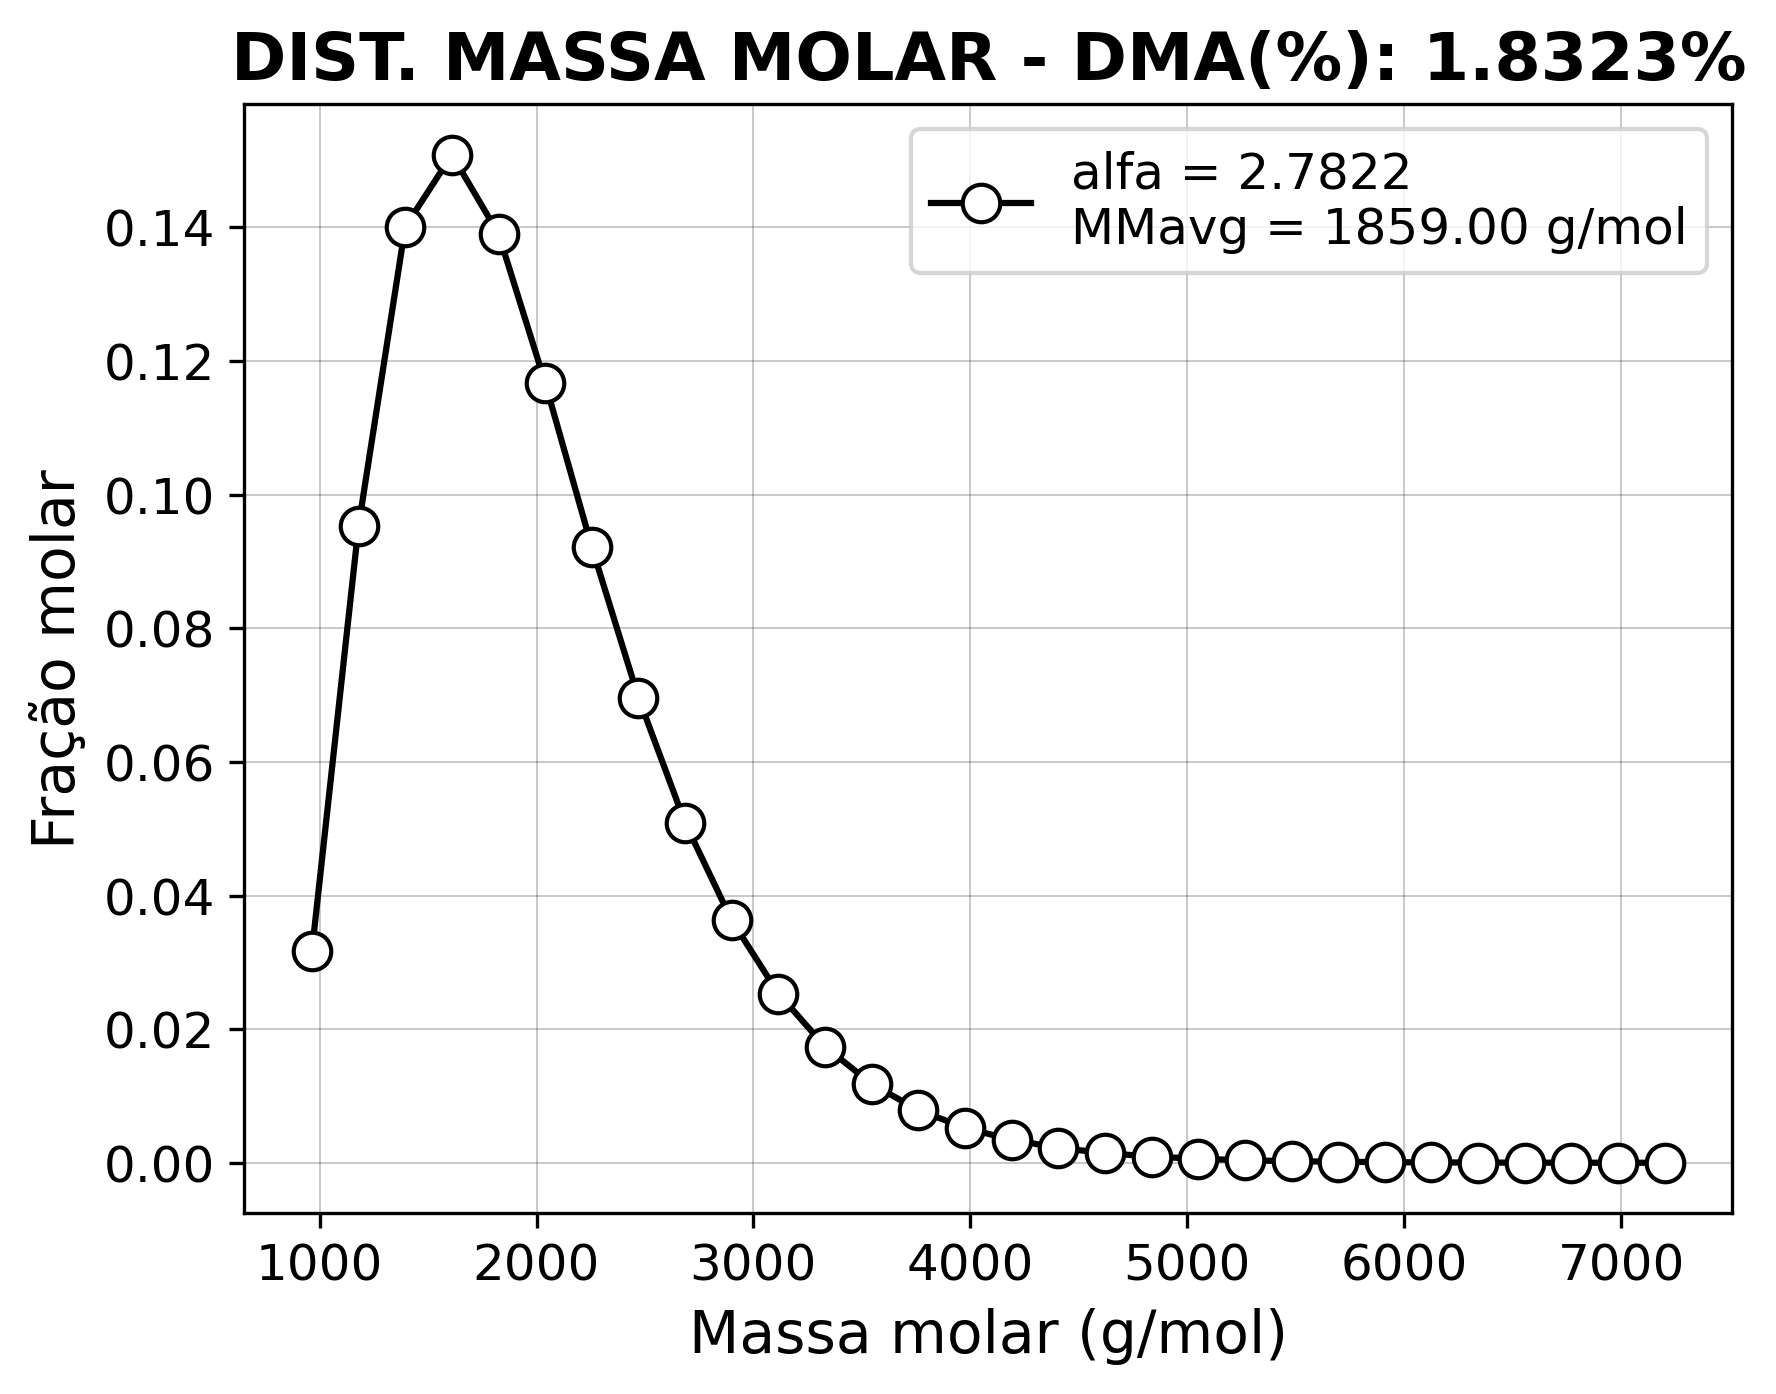 DIST. MASSA MOLAR - DMA(%): 1.8323%
alfa = 2.7822
MMavg = 1859.00 g/mol
Fração molar
0.14
0.12
0.10
0.08
0.06
0.04
0.02
0.00
1000 2000 3000 4000 5000 6000 7000
Massa molar (g/mol)